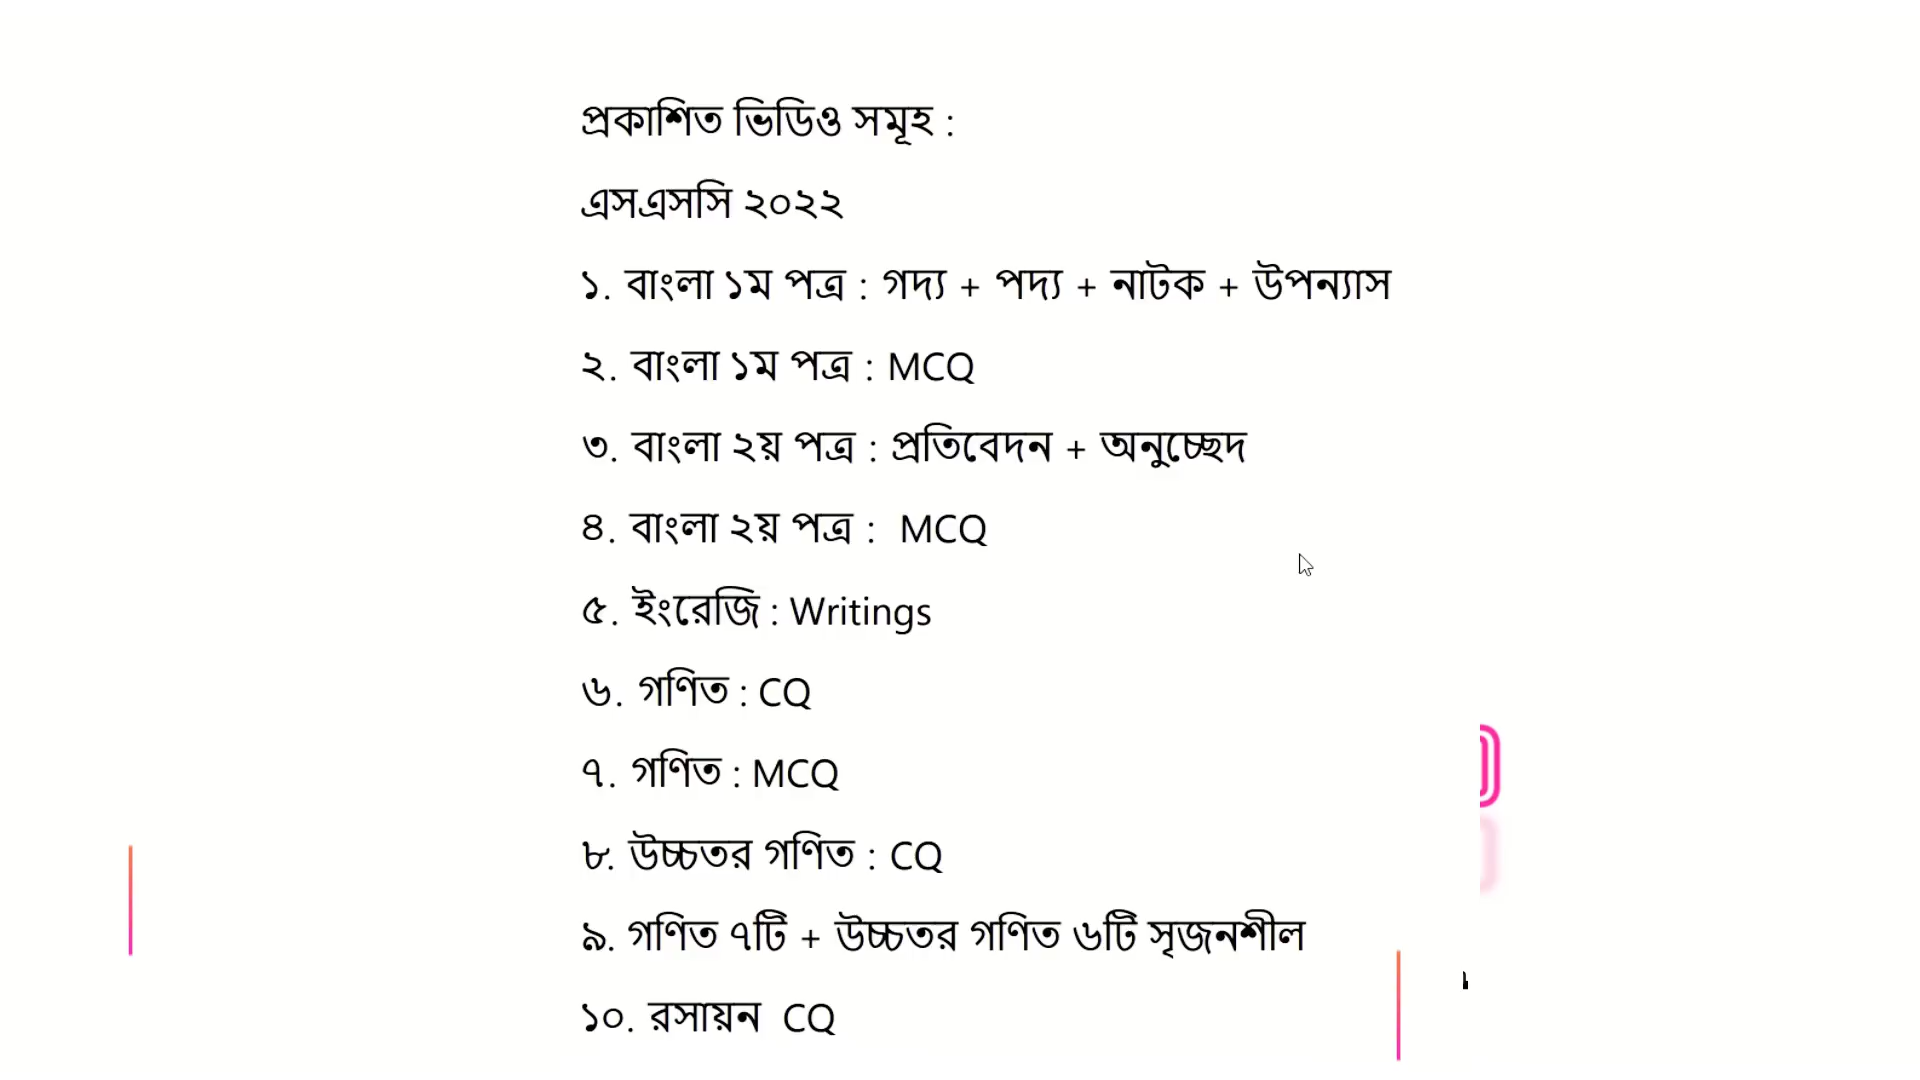 প্রকাশিত ভিডিও সমূহ :
এসএসসি ২০২২
১. বাংলা ১ম পত্র : গদ্য + পদ্য + নাটক + উপন্যাস
২. বাংলা ১ম পত্র : MCQ
৩. বাংলা ২য় পত্র : প্রতিবেদন + অনুচ্ছেদ
৪. বাংলা ২য় পত্র : MCQ
৫. ইংরেজি : Writings
৬. গণিত : CQ
৭. গণিত : MCQ
৮. উচ্চতর গণিত : CQ
৯. গণিত ৭টি + উচ্চতর গণিত ৬টি সৃজনশীল
১০. রসায়ন CQ